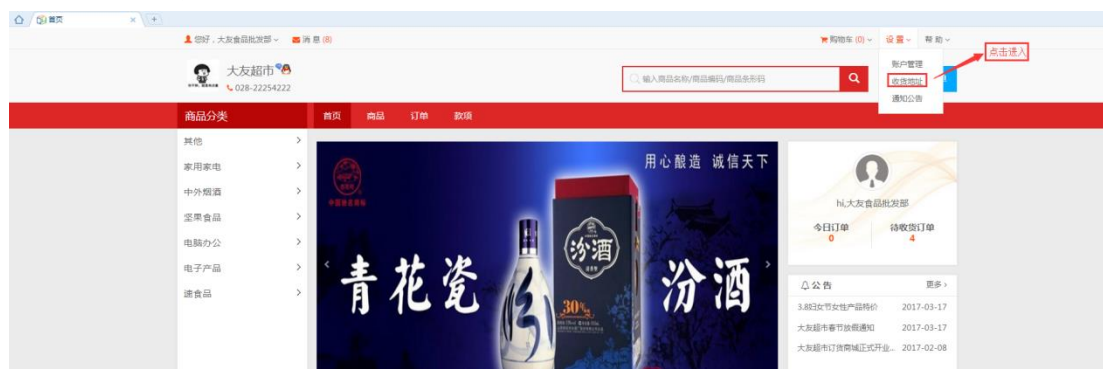 首页
您好，大友食品批发部
消 息 (8)
购物车 (0)
设 置
帮 助
点击进入
账户管理
收货地址
通知公告
大友超市
028-22254222
输入商品名称/商品编码/商品条形码
商品分类
首页
商品
订单
款项
其他
家用家电
中外烟酒
坚果食品
电脑办公
电子产品
速食品
用心酿造 诚信天下
青花瓷
汾酒
汾酒
30
hi,大友食品批发部
今日订单
0
待收货订单
4
公 告
更多
3.8妇女节女性产品特价
2017-03-17
大友超市春节放假通知
2017-03-17
大友超市订货商城正式开业...
2017-02-08